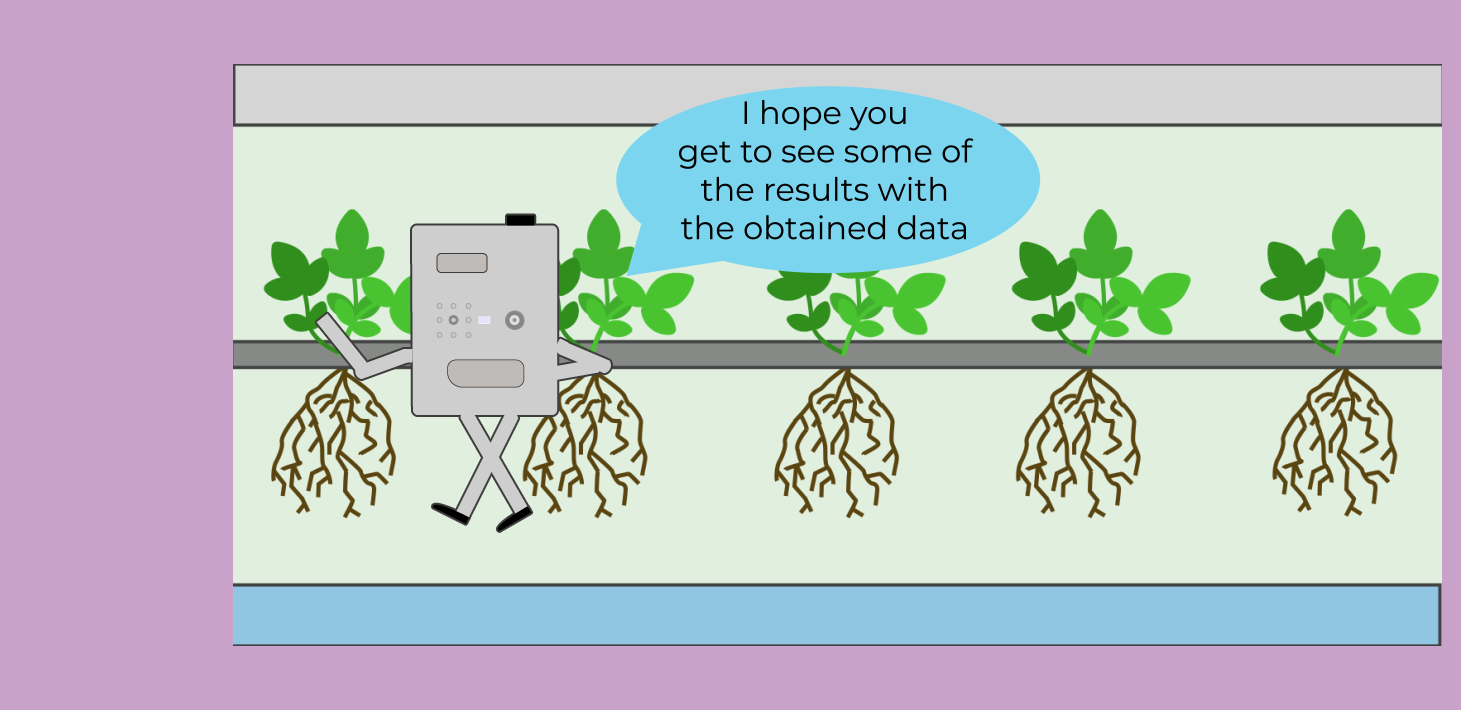 I hope you
get to see some of
the results with
the obtained data